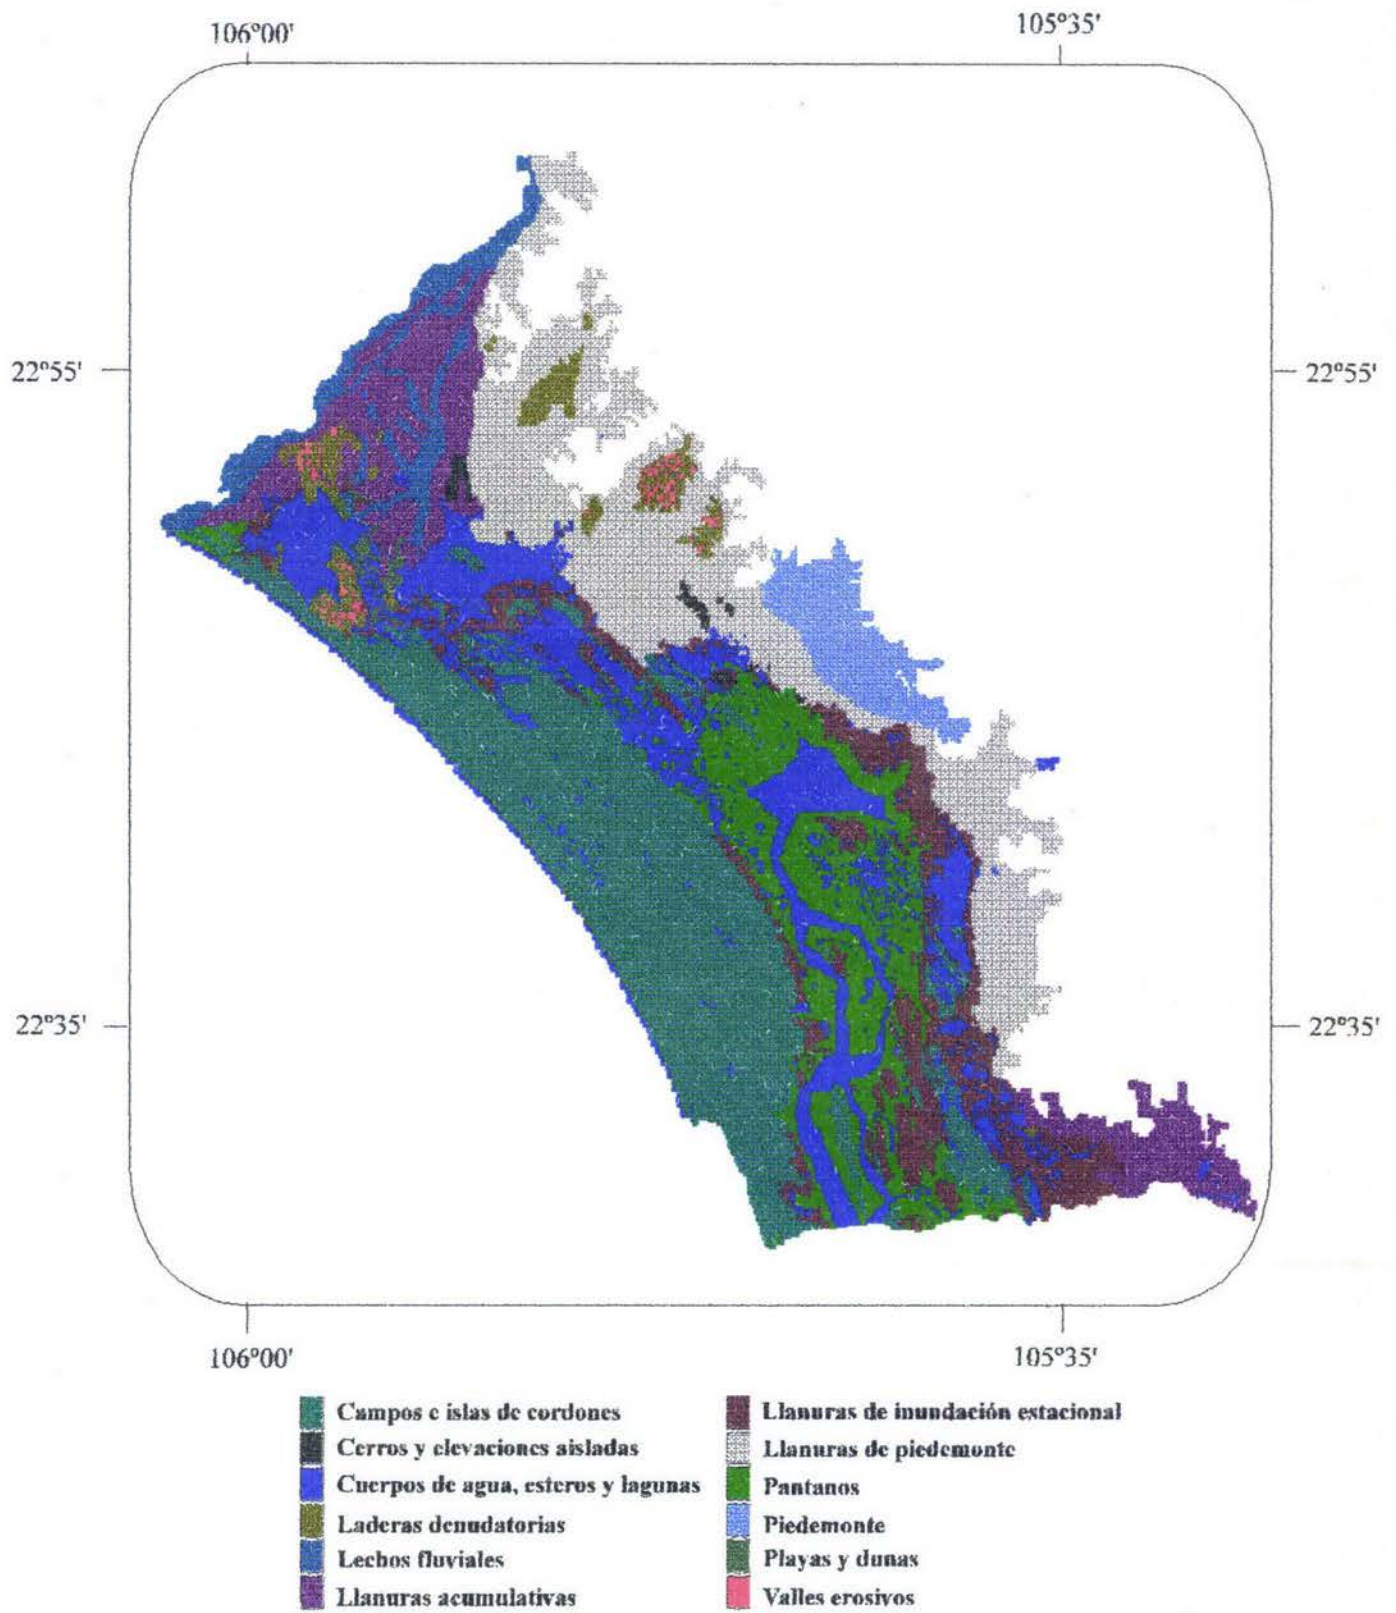 106°00' 105°35'
22°55' 22°55'
22°35' 22°35'
106°00' 105°35'
Campos e islas de cordones
Cerros y elevaciones aisladas
Cuerpos de agua, esteros y lagunas
Laderas denudatorias
Lechos fluviales
Llanuras acumulativas
Llanuras de inundación estacional
Llanuras de piedemonte
Pantanos
Piedemonte
Playas y dunas
Valles erosivos